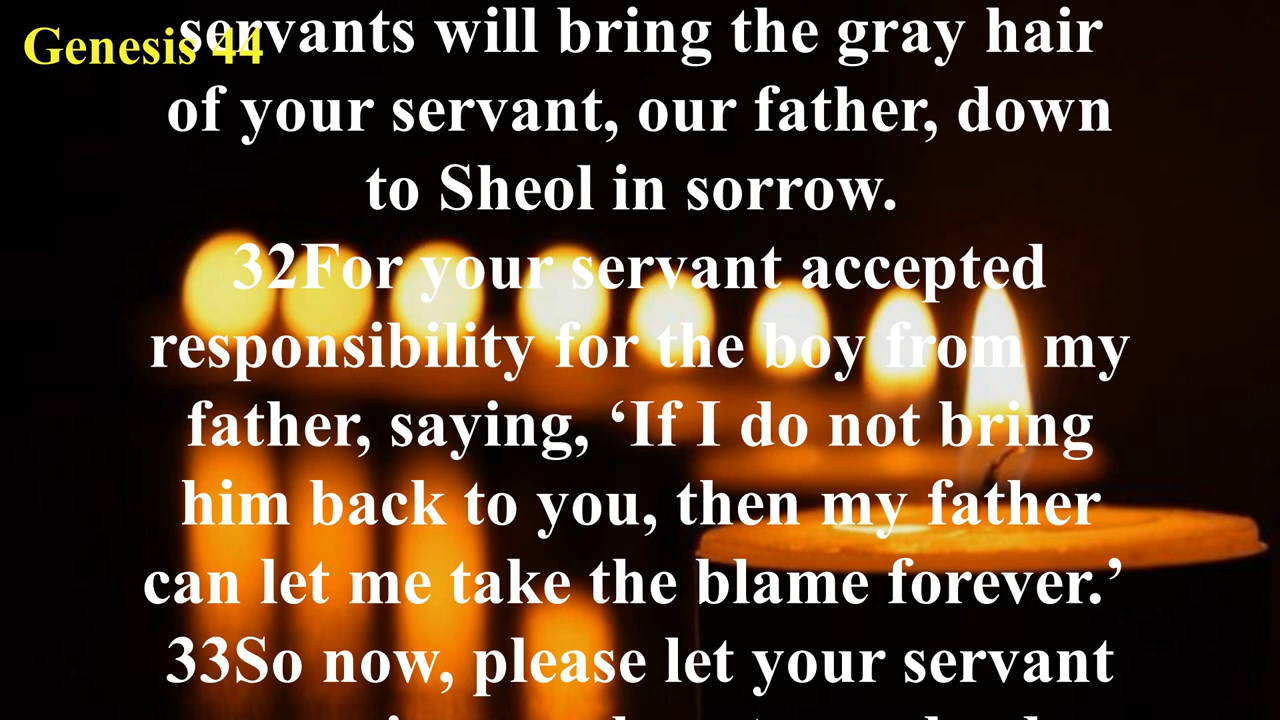 Genesis 44
servants will bring the gray hair
of your servant, our father, down
to Sheol in sorrow.
32For your servant accepted
responsibility for the boy from my
father, saying, ‘If I do not bring
him back to you, then my father
can let me take the blame forever.’
33So now, please let your servant